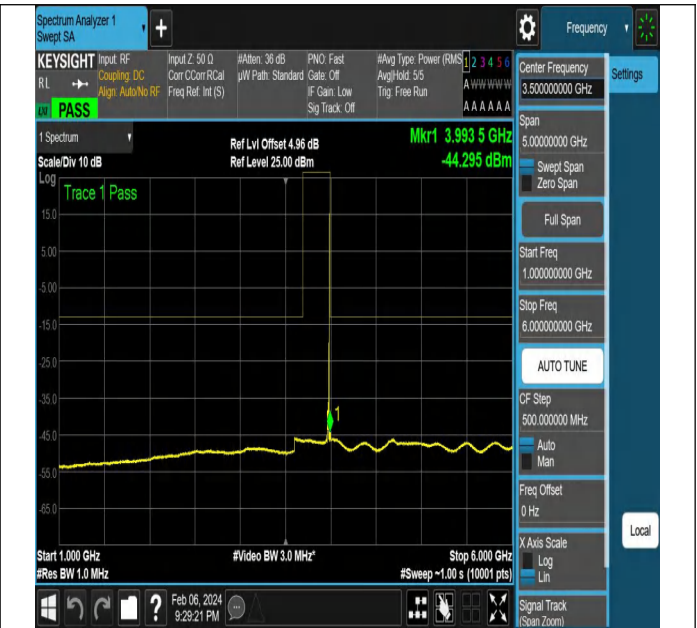 Spectrum Analyzer 1
Swept SA
+
Frequency
KEYSIGHT
RL
PASS
Input: RF
Coupling: DC
Align: Auto/No RF
Input Z: 50 Ω
Corr CCorr RCal
Freq Ref: Int (S)
#Atten: 36 dB
µW Path: Standard
PNO: Fast
Gate: Off
IF Gain: Low
Sig Track: Off
#Avg Type: Power (RMS
Avg|Hold: 5/5
Trig: Free Run
1 2 3 4 5 6
A W W W W W
A A A A A A
1 Spectrum
Scale/Div 10 dB
Log
Ref Lvl Offset 4.96 dB
Ref Level 25.00 dBm
Mkr1 3.993 5 GHz
-44.295 dBm
Trace 1 Pass
15.0
5.00
-5.00
-15.0
-25.0
-35.0
-45.0
-55.0
-65.0
1
Start 1.000 GHz
#Res BW 1.0 MHz
#Video BW 3.0 MHz*
Stop 6.000 GHz
#Sweep ~1.00 s (10001 pts)
?
Feb 06, 2024
9:29:21 PM
Center Frequency
3.500000000 GHz
Settings
Span
5.00000000 GHz
Swept Span
Zero Span
Full Span
Start Freq
1.000000000 GHz
Stop Freq
6.000000000 GHz
AUTO TUNE
CF Step
500.000000 MHz
Auto
Man
Freq Offset
0 Hz
X Axis Scale
Log
Lin
Local
Signal Track
(Span Zoom)